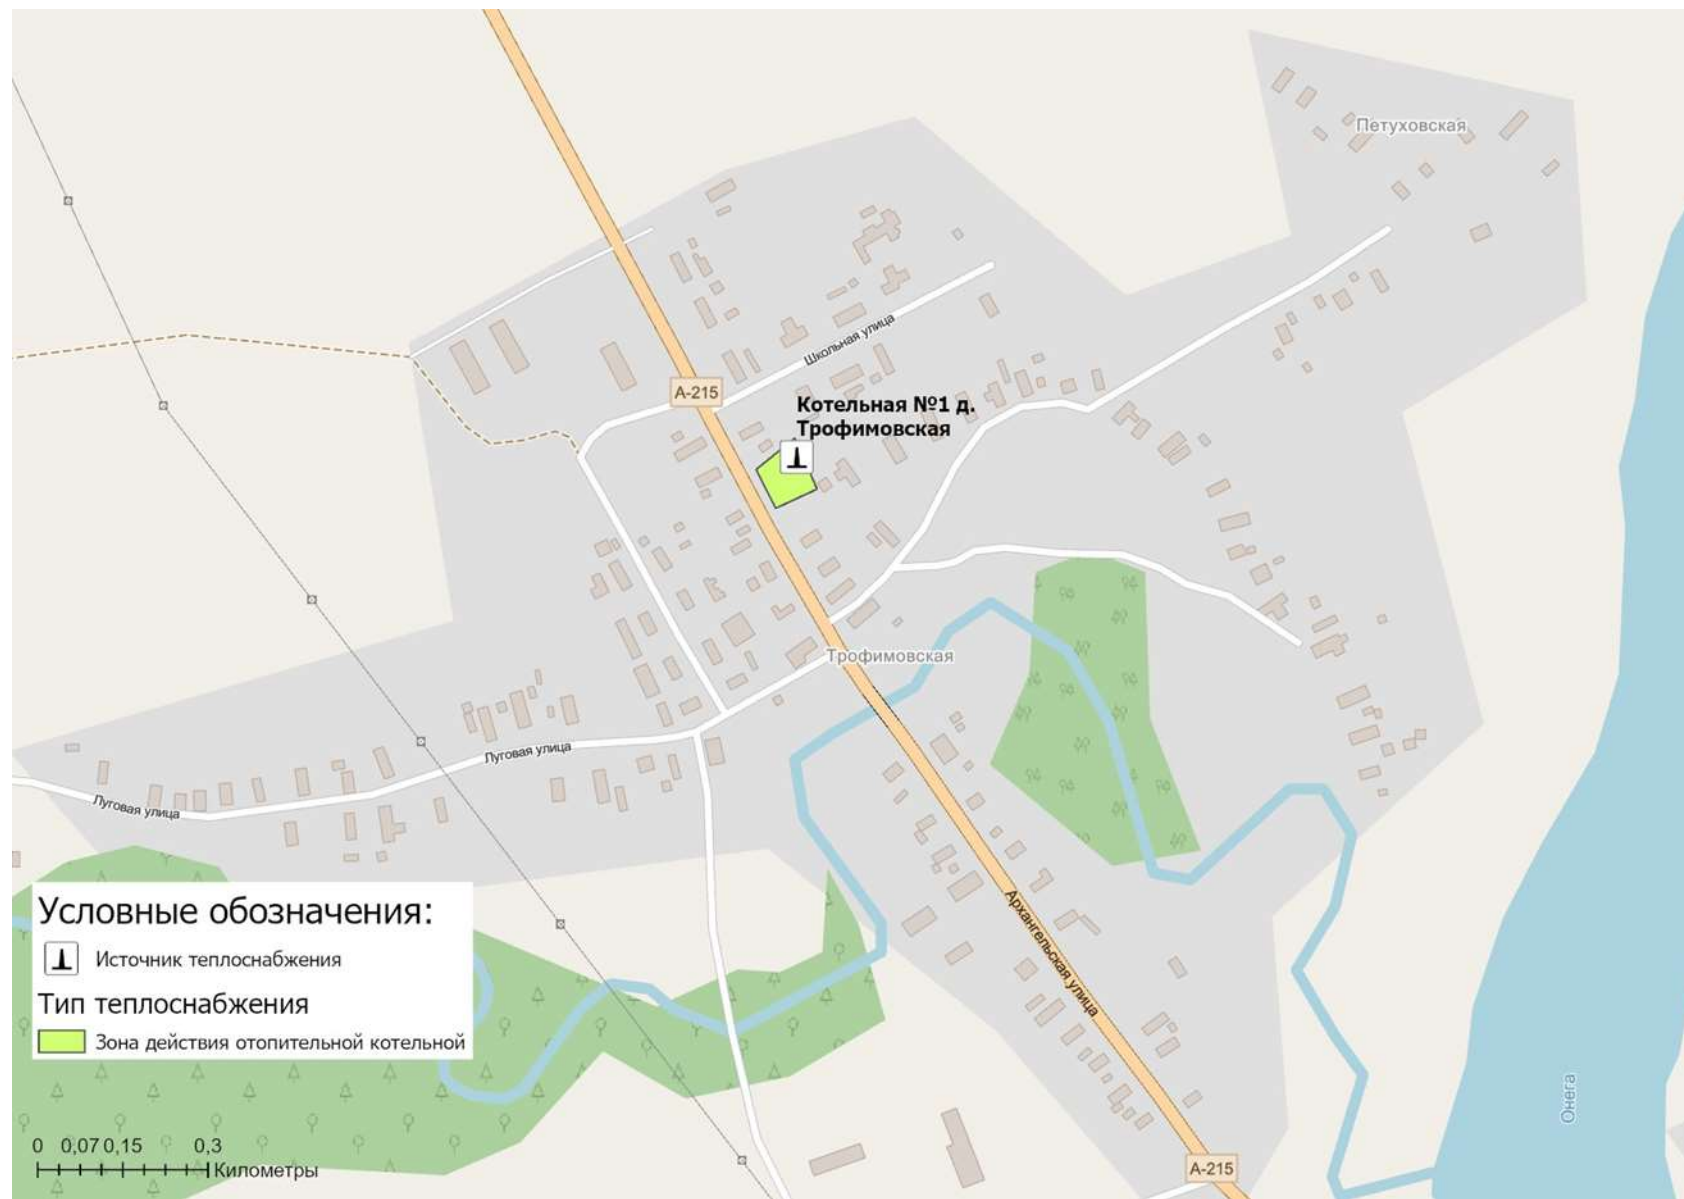 Петуховская
Школьная улица
А-215
Котельная №1 д.
Трофимовская
Трофимовская
Луговая улица
Луговая улица
Архангельская улица
Условные обозначения:
Источник теплоснабжения
Тип теплоснабжения
Зона действия отопительной котельной
Онега
0 0,07 0,15 0,3
Километры
А-215